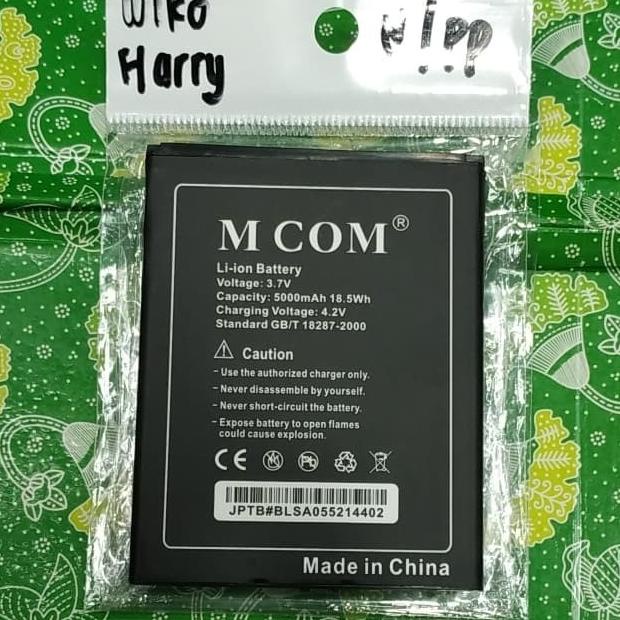 Wiko
Harry
M COM®
Li-ion Battery
Voltage: 3.7V
Capacity: 5000mAh 18.5Wh
Charging Voltage: 4.2V
Standard GB/T 18287-2000
Caution
- Use the authorized charger only.
- Never disassemble by yourself.
- Never short-circuit the battery.
- Expose battery to open flames
could cause explosion.
CE
Pb
JPTB#BLSA055214402
Made in China